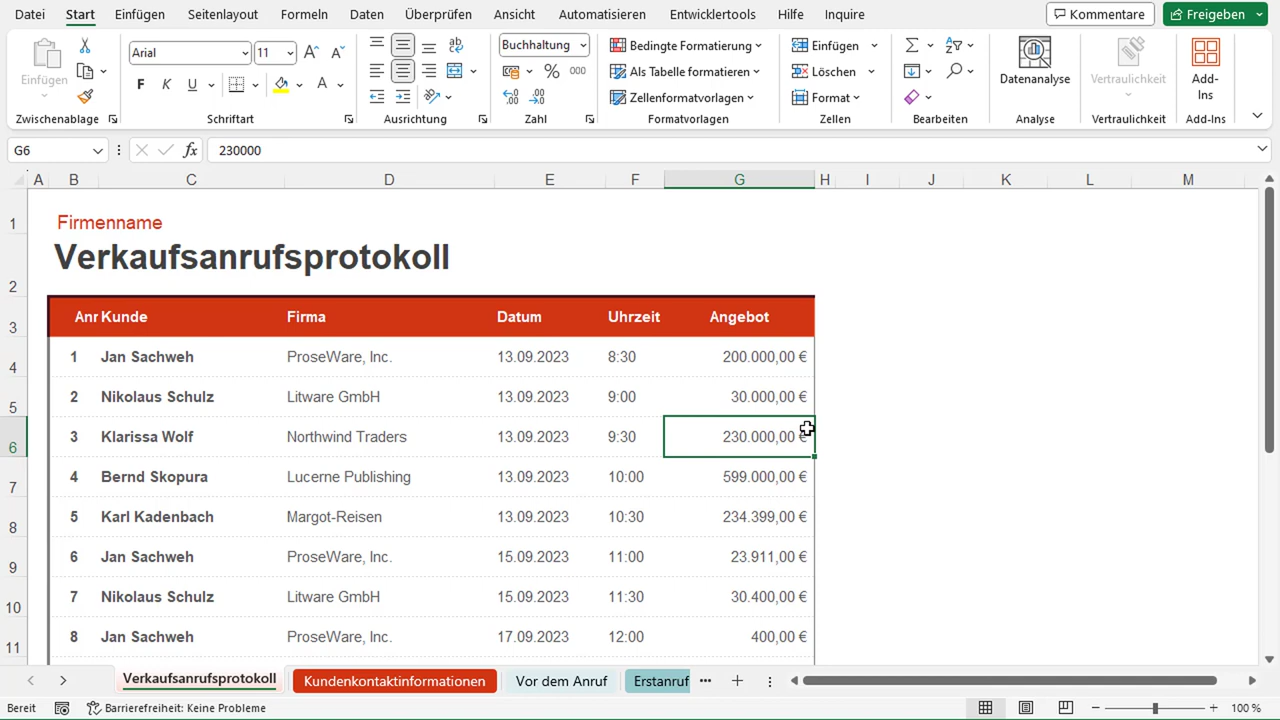 Datei Start Einfügen Seitenlayout Formeln Daten Überprüfen Ansicht Automatisieren Entwicklertools Hilfe Inquire Kommentare Freigeben
Einfügen Arial 11 Buchhaltung Bedingte Formatierung Einfügen Datenanalyse Vertraulichkeit Add-Ins
ab c
F K U A % 000 Als Tabelle formatieren Löschen
Zellenformatvorlagen Format
Zwischenablage Schriftart Ausrichtung Zahl Formatvorlagen Zellen Bearbeiten Analyse Vertraulichkeit Add-Ins
G6 fx 230000
A B C D E F G H I J K L M
1 Firmenname
2 Verkaufsanrufsprotokoll
3 Anr Kunde Firma Datum Uhrzeit Angebot
4 1 Jan Sachweh ProseWare, Inc. 13.09.2023 8:30 200.000,00 €
5 2 Nikolaus Schulz Litware GmbH 13.09.2023 9:00 30.000,00 €
6 3 Klarissa Wolf Northwind Traders 13.09.2023 9:30 230.000,00 €
7 4 Bernd Skopura Lucerne Publishing 13.09.2023 10:00 599.000,00 €
8 5 Karl Kadenbach Margot-Reisen 13.09.2023 10:30 234.399,00 €
9 6 Jan Sachweh ProseWare, Inc. 15.09.2023 11:00 23.911,00 €
10 7 Nikolaus Schulz Litware GmbH 15.09.2023 11:30 30.400,00 €
11 8 Jan Sachweh ProseWare, Inc. 17.09.2023 12:00 400,00 €
Verkaufsanrufsprotokoll Kundenkontaktinformationen Vor dem Anruf Erstanruf
Bereit Barrierefreiheit: Keine Probleme 100 %